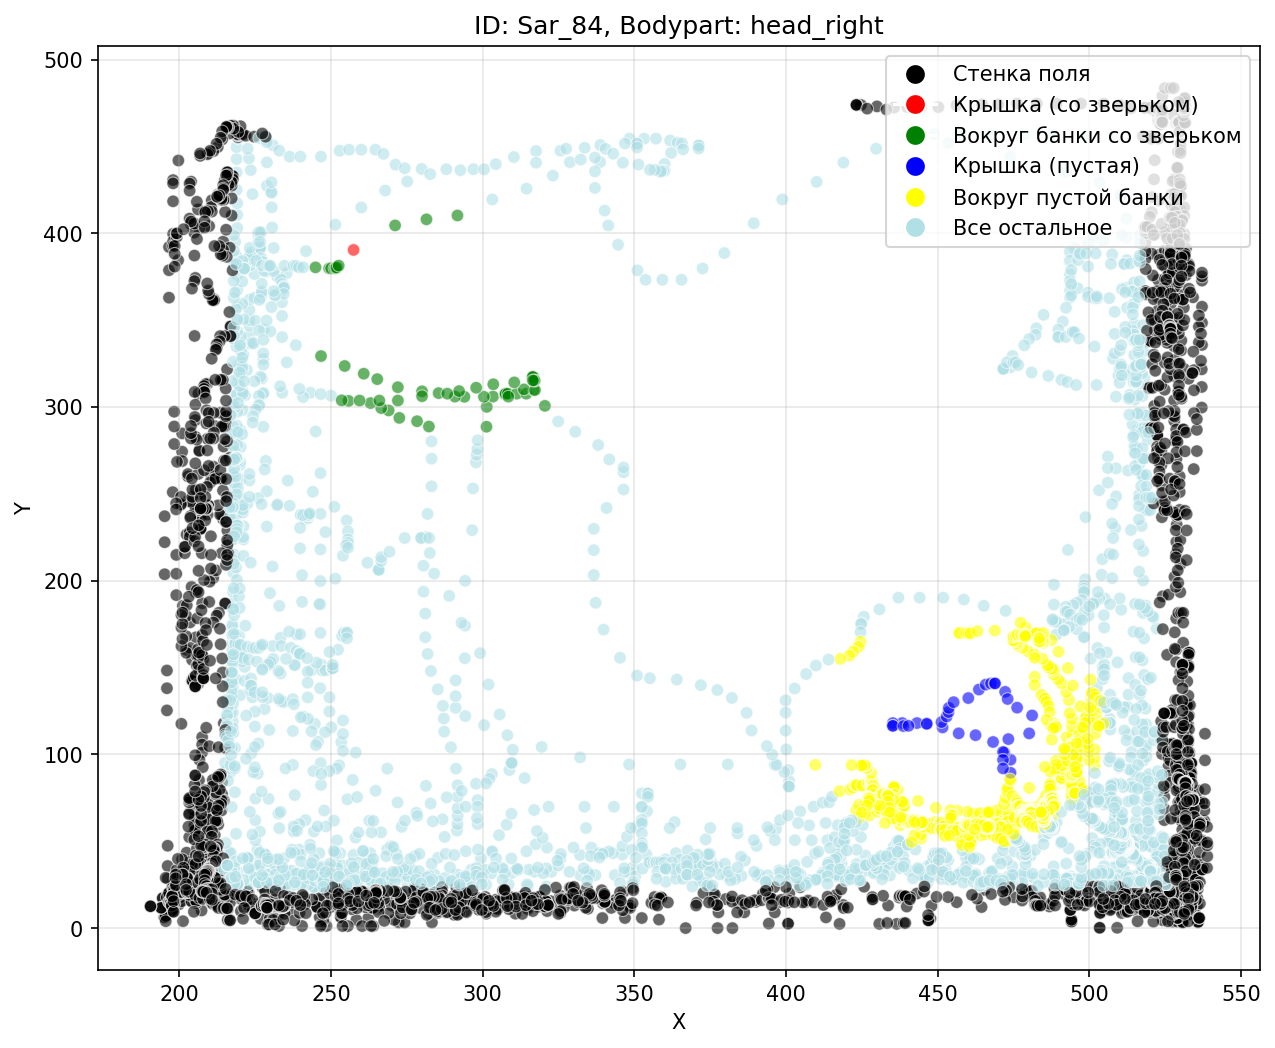 ID: Sar_84, Bodypart: head_right
Стенка поля
Крышка (со зверьком)
Вокруг банки со зверьком
Крышка (пустая)
Вокруг пустой банки
Все остальное
500
400
300
200
100
0
Y
200 250 300 350 400 450 500 550
X